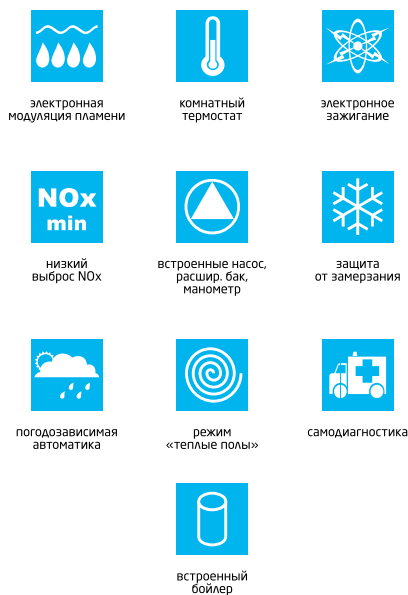 электронная
модуляция пламени
комнатный
термостат
электронное
зажигание
NOx
min
низкий
выброс NOx
встроенные насос,
расшир. бак,
манометр
защита
от замерзания
погодозависимая
автоматика
режим
«теплые полы»
самодиагностика
встроенный
бойлер